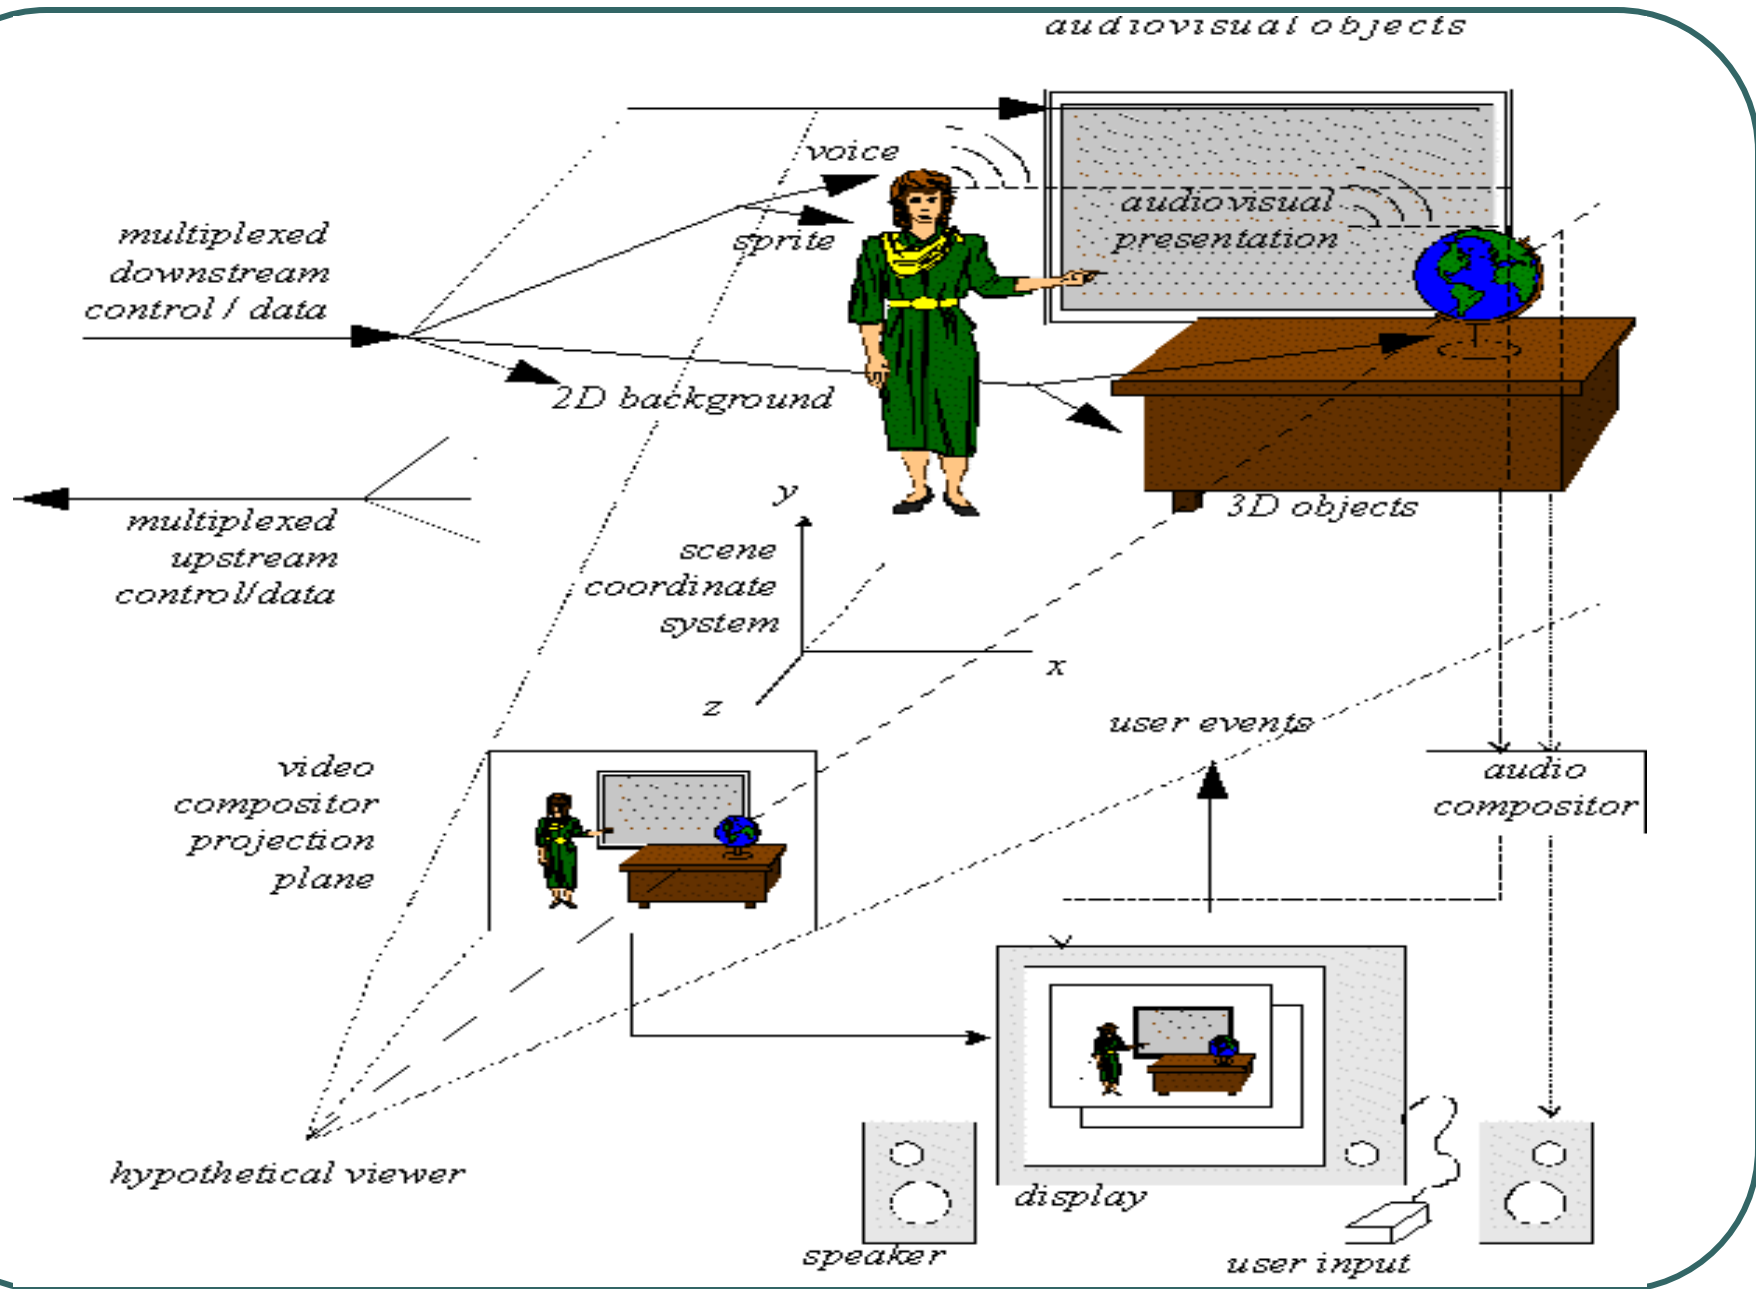 audiovisual objects
voice
sprite
audiovisual
presentation
multiplexed
downstream
control / data
2D background
3D objects
multiplexed
upstream
control/data
y
scene
coordinate
system
x
z
user events
audio
compositor
video
compositor
projection
plane
hypothetical viewer
display
speaker
user input